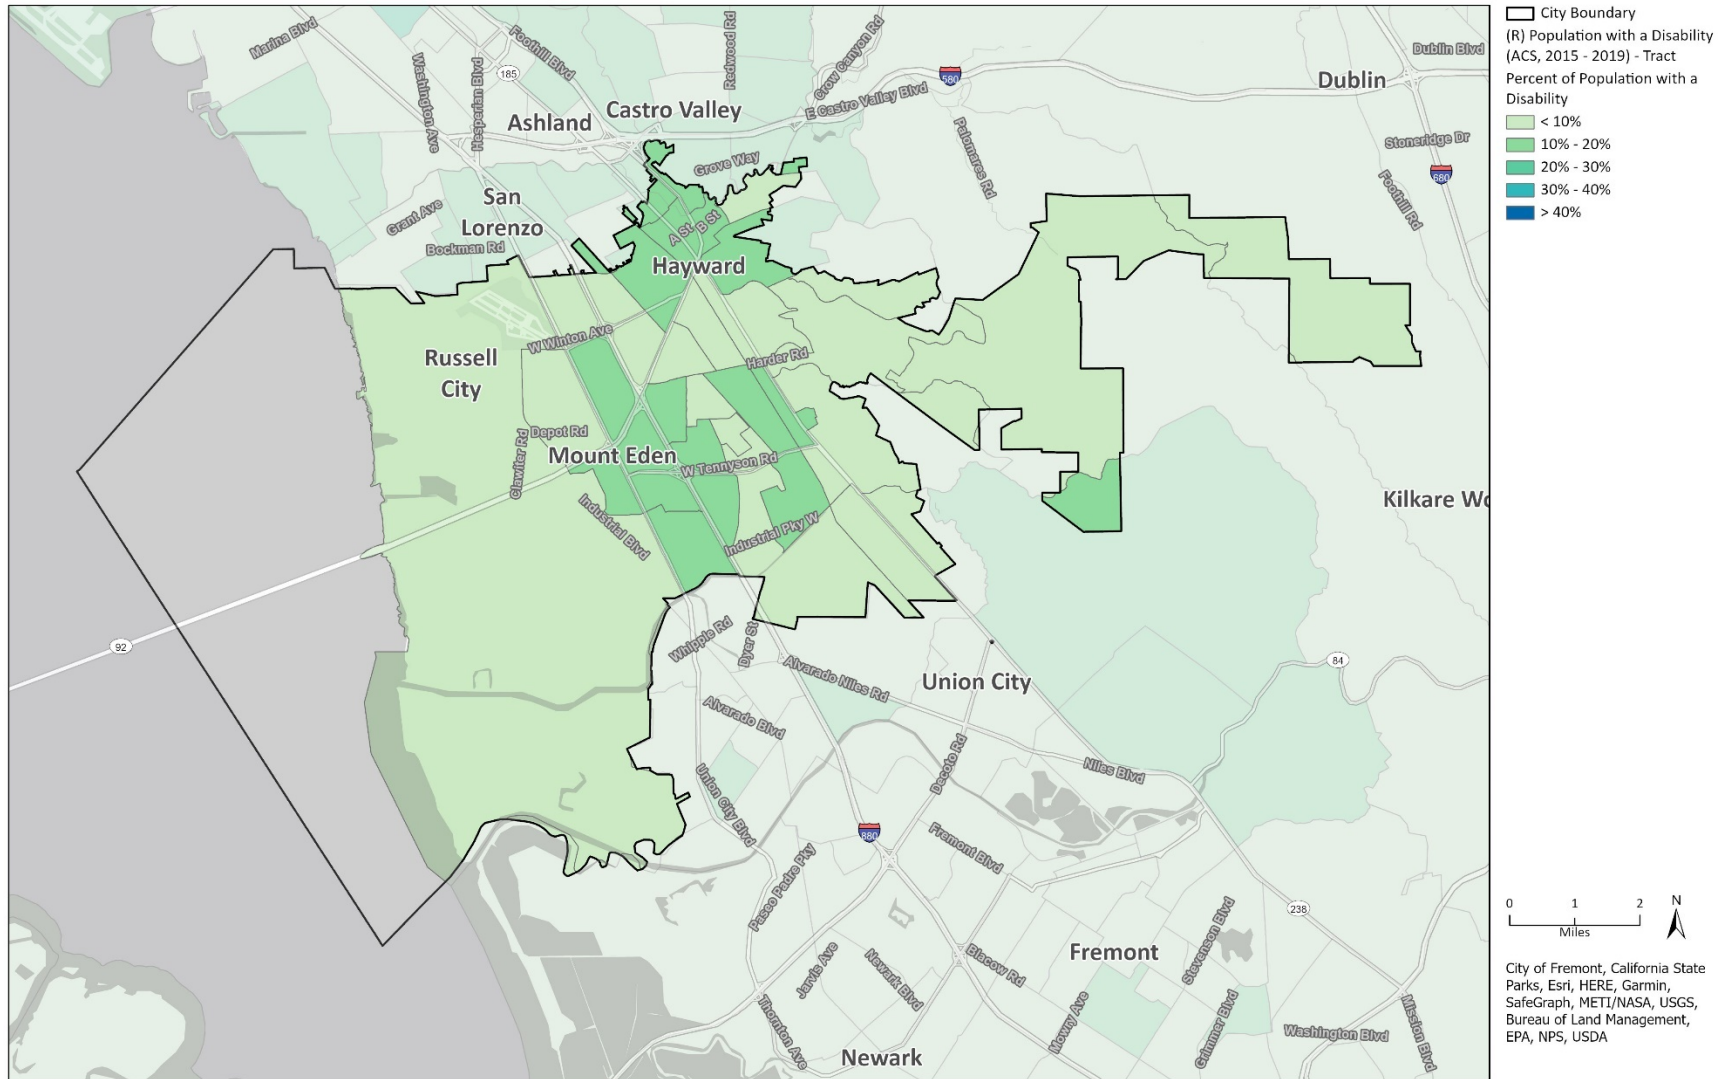 Marina Blvd
Washington Ave
Hesperian Blvd
185
Foothill Blvd
Redwood Rd
Crow Canyon Rd
580
Dublin Blvd
Dublin
Castro Valley
Ashland
E Castro Valley Blvd
Palomares Rd
Stoneridge Dr
680
Foothill Rd
Grove Way
San
Lorenzo
Grant Ave
Bockman Rd
A St
B St
Hayward
W Winton Ave
Harder Rd
Russell
City
Depot Rd
Clawiter Rd
Mount Eden
W Tennyson Rd
Industrial Blvd
Industrial Pky W
Kilkare Wo
92
Whipple Rd
Dyer St
Alvarado Niles Rd
Union City
84
Alvarado Blvd
Union City Blvd
Decoto Rd
Niles Blvd
880
Fremont Blvd
Paseo Padre Pky
238
Stevenson Blvd
Fremont
Jarvis Ave
Newark Blvd
Blacow Rd
Thornton Ave
Mowry Ave
Grimmer Blvd
Washington Blvd
Mission Blvd
Newark
City Boundary
(R) Population with a Disability
(ACS, 2015 - 2019) - Tract
Percent of Population with a
Disability
< 10%
10% - 20%
20% - 30%
30% - 40%
> 40%
0 1 2
Miles
N
City of Fremont, California State
Parks, Esri, HERE, Garmin,
SafeGraph, METI/NASA, USGS,
Bureau of Land Management,
EPA, NPS, USDA